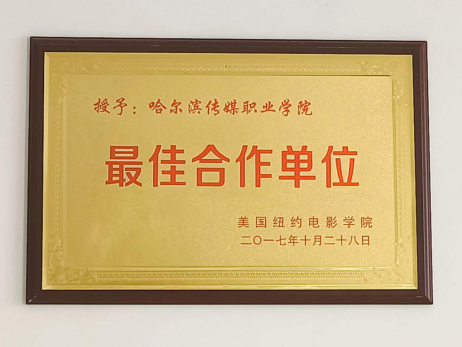 授予：哈尔滨传媒职业学院
最佳合作单位
美国纽约电影学院
二〇一七年十月二十八日